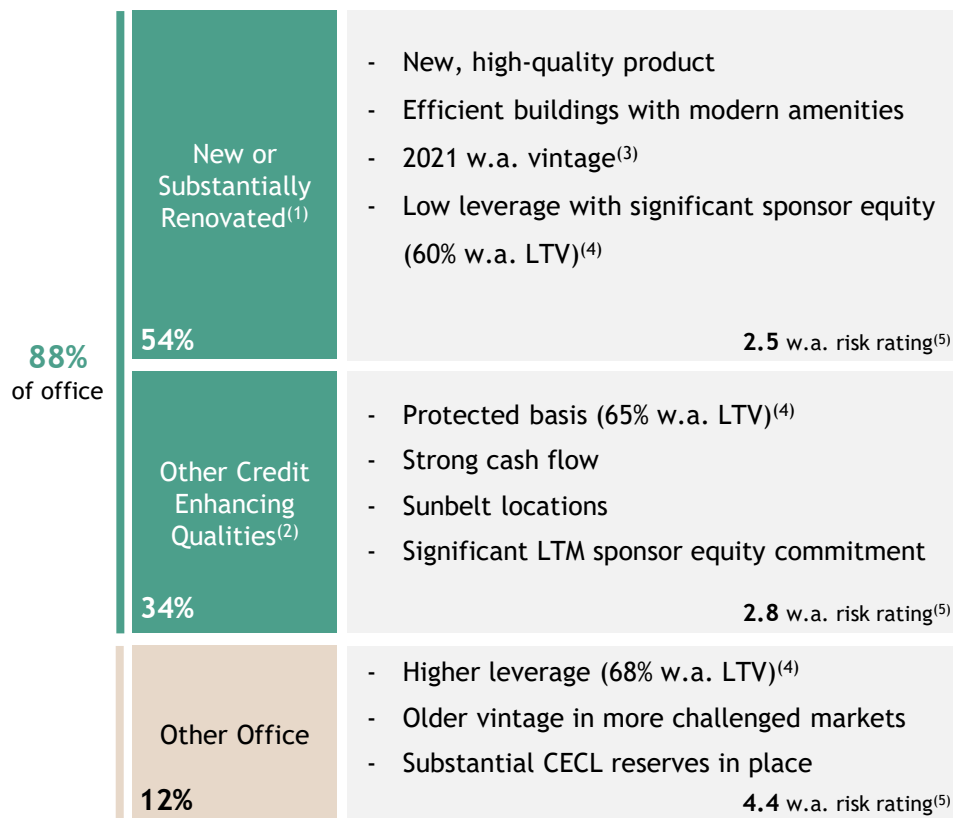 88%
of office
New or
Substantially
Renovated(1)
54%
- New, high-quality product
- Efficient buildings with modern amenities
- 2021 w.a. vintage(3)
- Low leverage with significant sponsor equity
(60% w.a. LTV)(4)
2.5 w.a. risk rating(5)
Other Credit
Enhancing
Qualities(2)
34%
- Protected basis (65% w.a. LTV)(4)
- Strong cash flow
- Sunbelt locations
- Significant LTM sponsor equity commitment
2.8 w.a. risk rating(5)
Other Office
12%
- Higher leverage (68% w.a. LTV)(4)
- Older vintage in more challenged markets
- Substantial CECL reserves in place
4.4 w.a. risk rating(5)